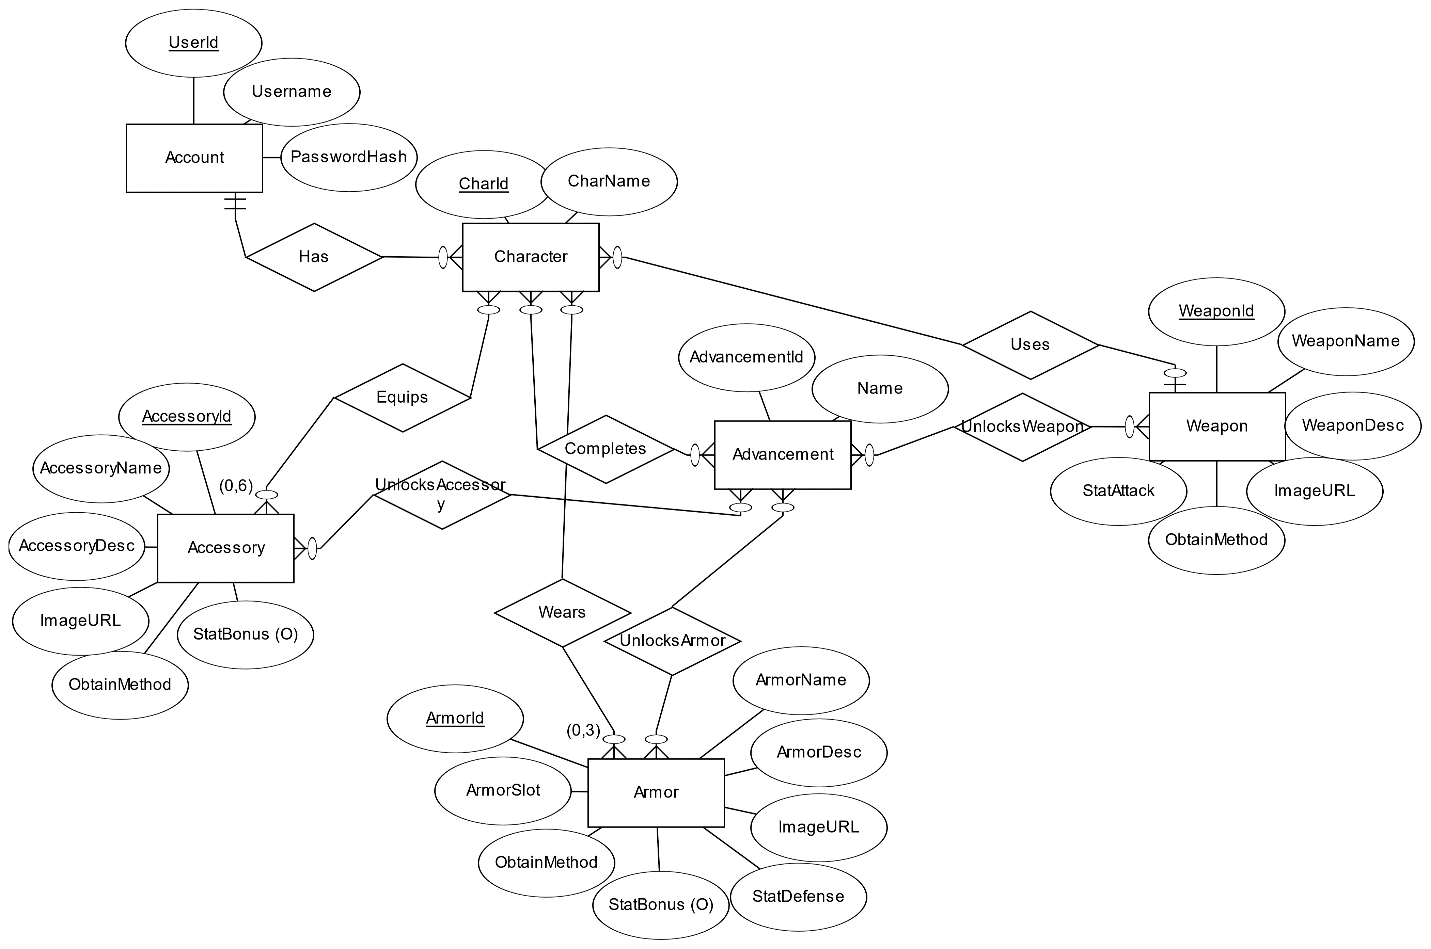 UserId
Username
Account
PasswordHash
CharId
CharName
Has
Character
WeaponId
WeaponName
Uses
AdvancementId
Name
Equips
AccessoryId
UnlocksWeapon
Weapon
WeaponDesc
Completes
Advancement
AccessoryName
(0,6)
UnlocksAccessor
y
StatAttack
ImageURL
AccessoryDesc
Accessory
ObtainMethod
Wears
ImageURL
StatBonus (O)
UnlocksArmor
ObtainMethod
ArmorName
ArmorId
(0,3)
ArmorDesc
ArmorSlot
Armor
ImageURL
ObtainMethod
StatBonus (O)
StatDefense